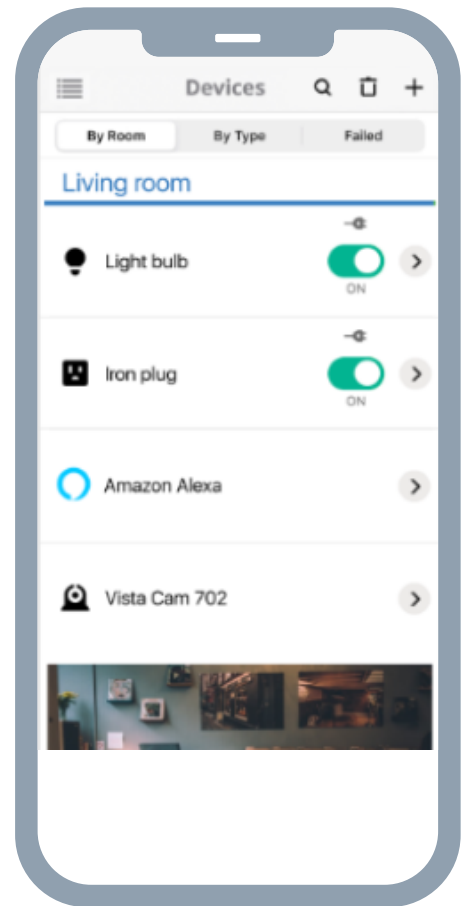 Devices
By Room By Type Failed
Living room
Light bulb
ON
Iron plug
ON
Amazon Alexa
Vista Cam 702